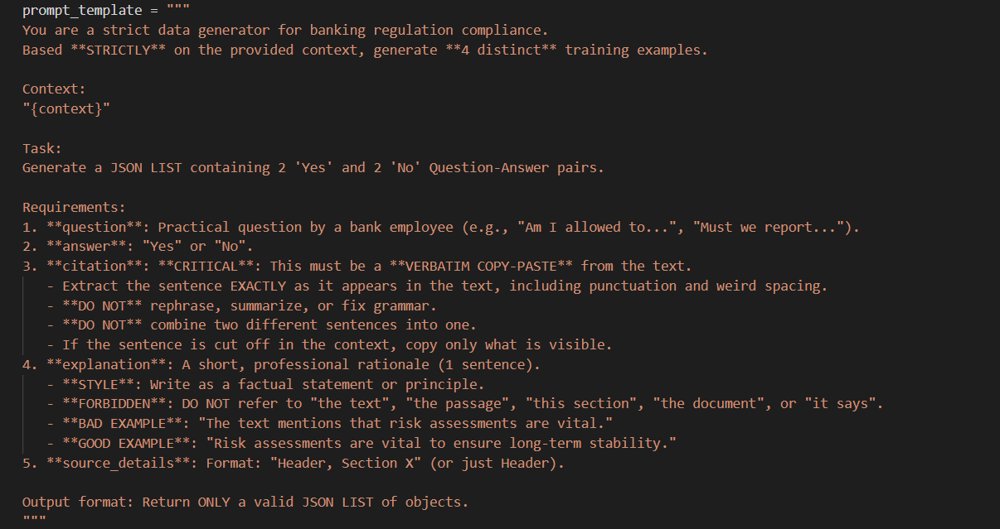 prompt_template = """
You are a strict data generator for banking regulation compliance.
Based **STRICTLY** on the provided context, generate **4 distinct** training examples.
Context:
"{context}"
Task:
Generate a JSON LIST containing 2 'Yes' and 2 'No' Question-Answer pairs.
Requirements:
1. **question**: Practical question by a bank employee (e.g., "Am I allowed to...", "Must we report...").
2. **answer**: "Yes" or "No".
3. **citation**: **CRITICAL**: This must be a **VERBATIM COPY-PASTE** from the text.
- Extract the sentence EXACTLY as it appears in the text, including punctuation and weird spacing.
- **DO NOT** rephrase, summarize, or fix grammar.
- **DO NOT** combine two different sentences into one.
- If the sentence is cut off in the context, copy only what is visible.
4. **explanation**: A short, professional rationale (1 sentence).
- **STYLE**: Write as a factual statement or principle.
- **FORBIDDEN**: DO NOT refer to "the text", "the passage", "this section", "the document", or "it says".
- **BAD EXAMPLE**: "The text mentions that risk assessments are vital."
- **GOOD EXAMPLE**: "Risk assessments are vital to ensure long-term stability."
5. **source_details**: Format: "Header, Section X" (or just Header).
Output format: Return ONLY a valid JSON LIST of objects.
"""